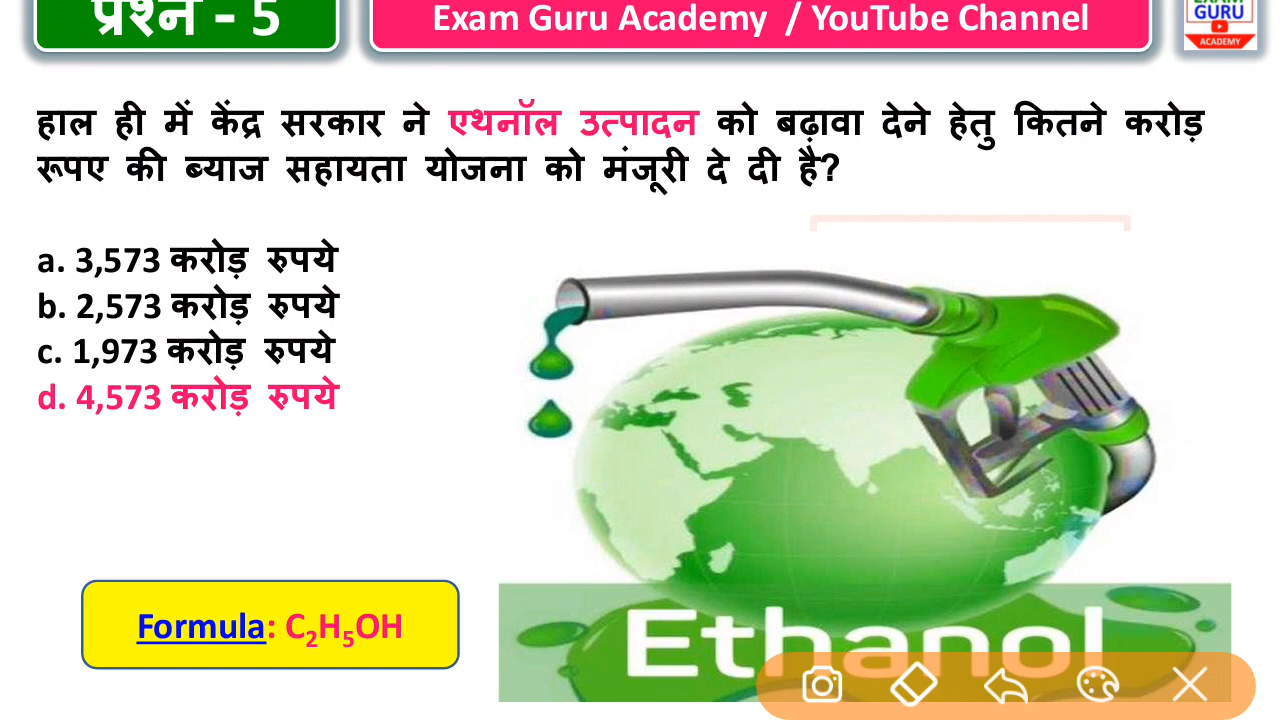 प्रश्न - 5
Exam Guru Academy / YouTube Channel
EXAM
GURU
ACADEMY
हाल ही में केंद्र सरकार ने एथनॉल उत्पादन को बढ़ावा देने हेतु कितने करोड़
रूपए की ब्याज सहायता योजना को मंजूरी दे दी है?
a. 3,573 करोड़ रुपये
b. 2,573 करोड़ रुपये
c. 1,973 करोड़ रुपये
d. 4,573 करोड़ रुपये
Formula: C₂H₅OH
Ethanol